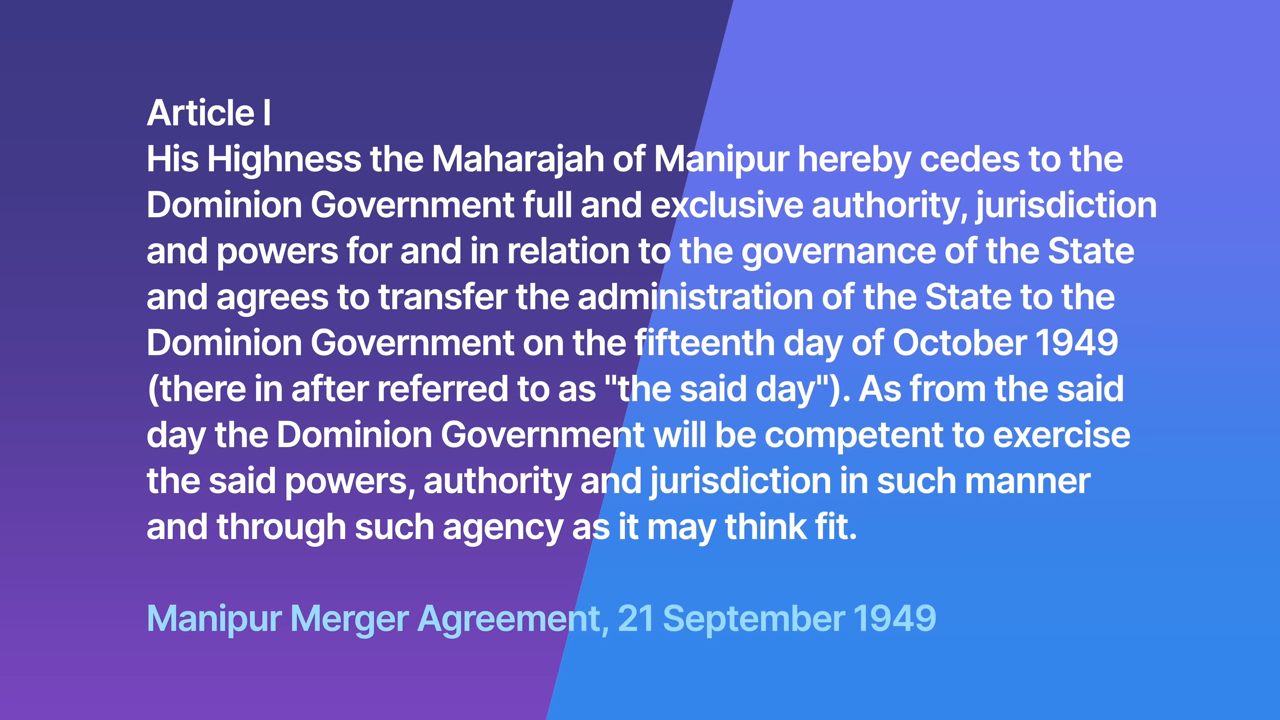 Article I
His Highness the Maharajah of Manipur hereby cedes to the
Dominion Government full and exclusive authority, jurisdiction
and powers for and in relation to the governance of the State
and agrees to transfer the administration of the State to the
Dominion Government on the fifteenth day of October 1949
(there in after referred to as "the said day"). As from the said
day the Dominion Government will be competent to exercise
the said powers, authority and jurisdiction in such manner
and through such agency as it may think fit.
Manipur Merger Agreement, 21 September 1949